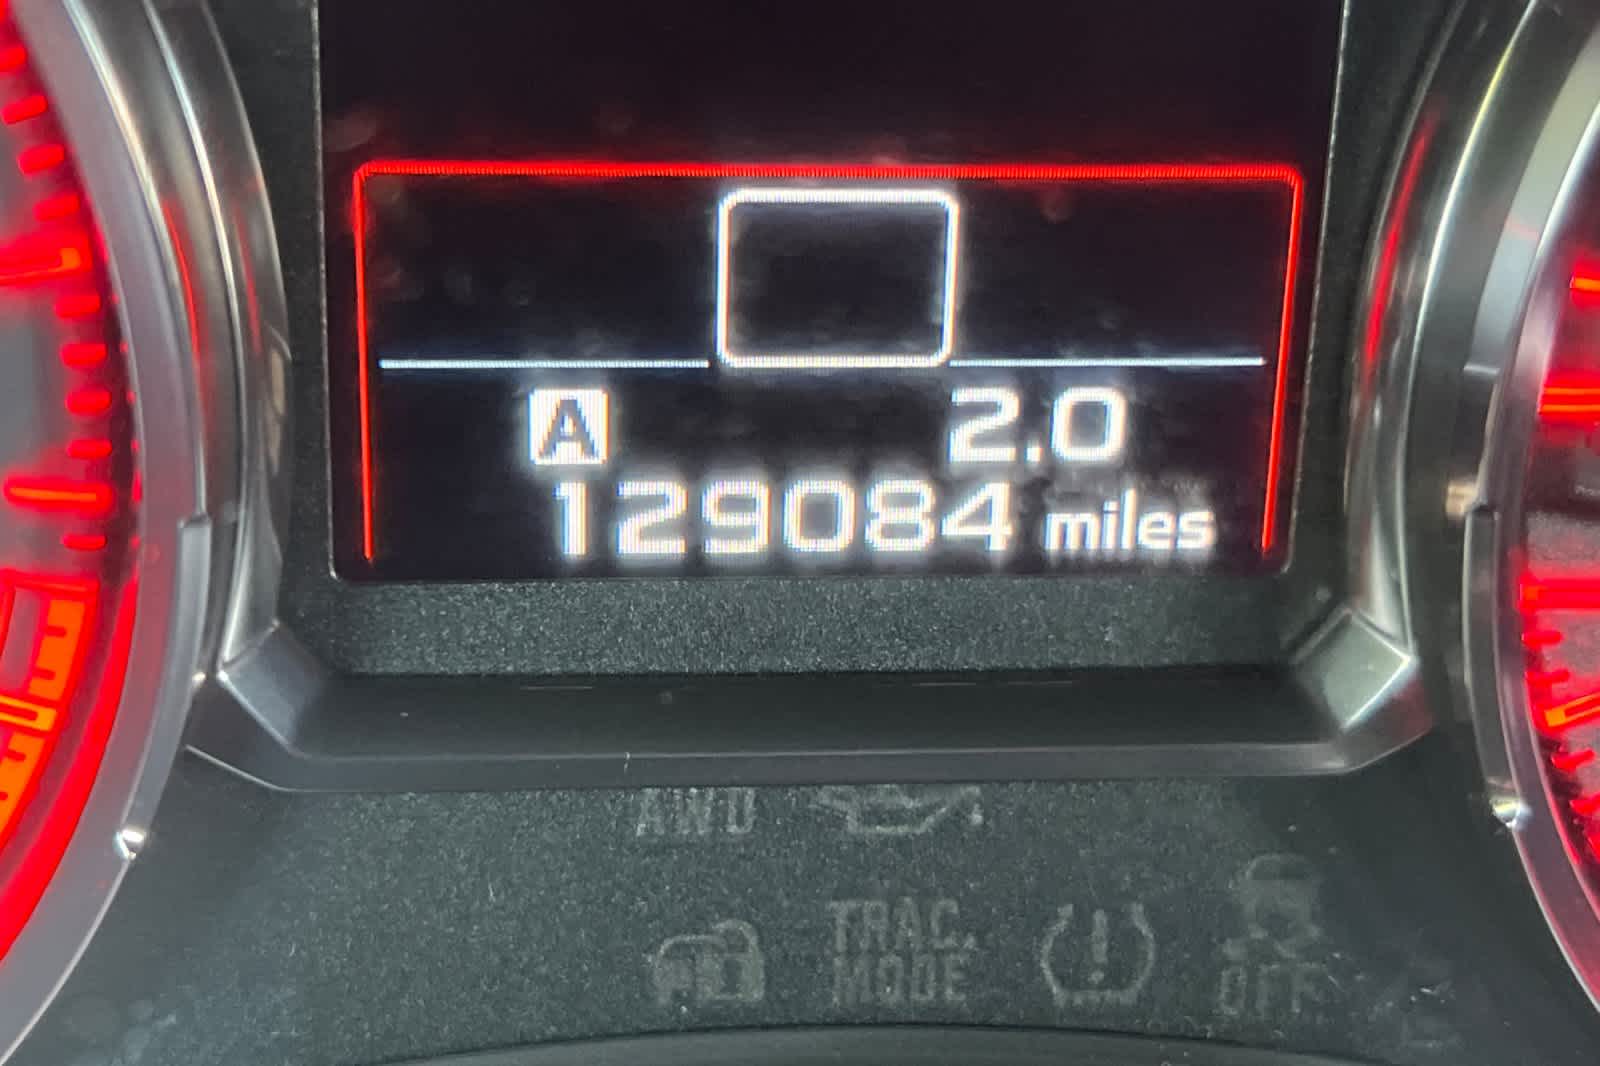 A 2.0
129084 miles
AWD
TRAC.
MODE
OFF